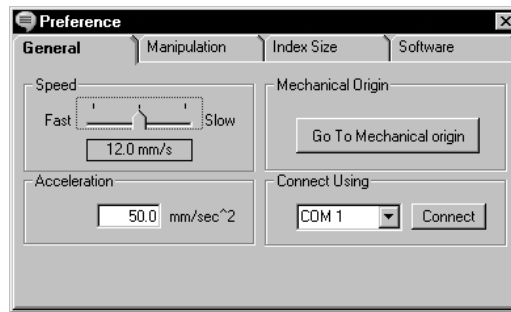 Preference
General Manipulation Index Size Software
Speed
Fast Slow
12.0 mm/s
Mechanical Origin
Go To Mechanical origin
Acceleration
50.0 mm/sec^2
Connect Using
COM 1 Connect